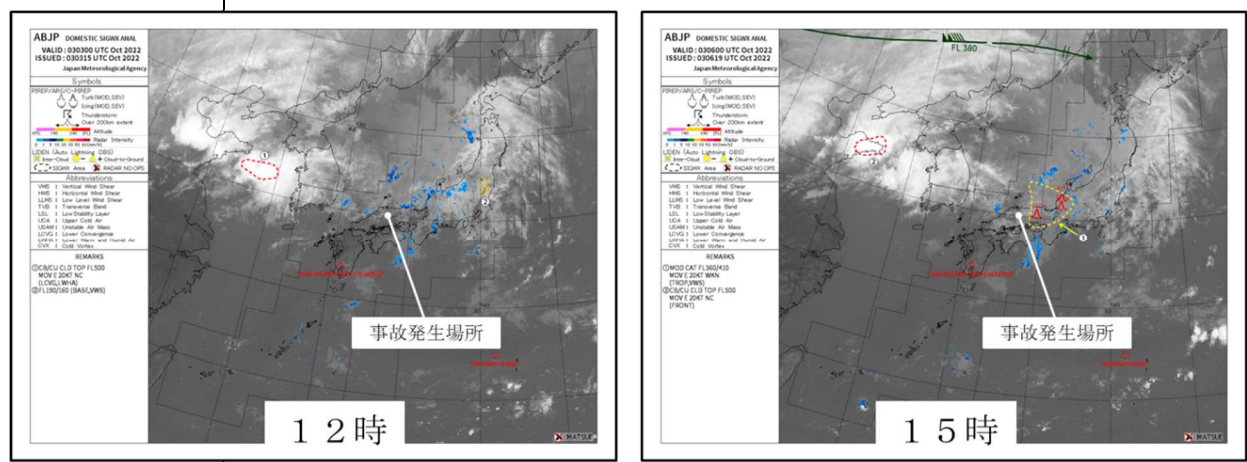 ABJP DOMESTIC SIGWX ANAL
VALID : 030300 UTC Oct 2022
ISSUED : 030315 UTC Oct 2022
Japan Meteorological Agency
Symbols
PIREP/ARS/C-PIREP
Turb(MOD,SEV)
Icing(MOD,SEV)
Thunderstorm
Over 200km extent
Altitude
Radar Intensity
LIDEN (Auto Lightning OBS)
Inter-Cloud
Cloud-to-Ground
SIGWX Area
RADAR NO OPS
Abbreviations
VWS : Vertical Wind Shear
HWS : Horizontal Wind Shear
LLWS : Low Level Wind Shear
TVB : Transverse Band
LSL : Low Stability Layer
UCA : Upper Cold Air
USAM : Unstable Air Mass
LCVG : Lower Convergence
CVX : Cold Vortex
REMARKS
①CB/CU CLD TOP FL500
MOV E 20KT NC
(LCVG,LWHA)
②FL190/160 (BASE,VWS)
①
②
事故発生場所
12時
MATSUE
ABJP DOMESTIC SIGWX ANAL
VALID : 030600 UTC Oct 2022
ISSUED : 030619 UTC Oct 2022
Japan Meteorological Agency
Symbols
PIREP/ARS/C-PIREP
Turb(MOD,SEV)
Icing(MOD,SEV)
Thunderstorm
Over 200km extent
Altitude
Radar Intensity
LIDEN (Auto Lightning OBS)
Inter-Cloud
Cloud-to-Ground
SIGWX Area
RADAR NO OPS
Abbreviations
VWS : Vertical Wind Shear
HWS : Horizontal Wind Shear
LLWS : Low Level Wind Shear
TVB : Transverse Band
LSL : Low Stability Layer
UCA : Upper Cold Air
USAM : Unstable Air Mass
LCVG : Lower Convergence
CVX : Cold Vortex
REMARKS
①MOD CAT FL360/410
MOV E 20KT WKN
(TROP,VWS)
②CB/CU CLD TOP FL500
MOV E 20KT NC
(FRONT)
FL 380
②
①
事故発生場所
15時
MATSUE